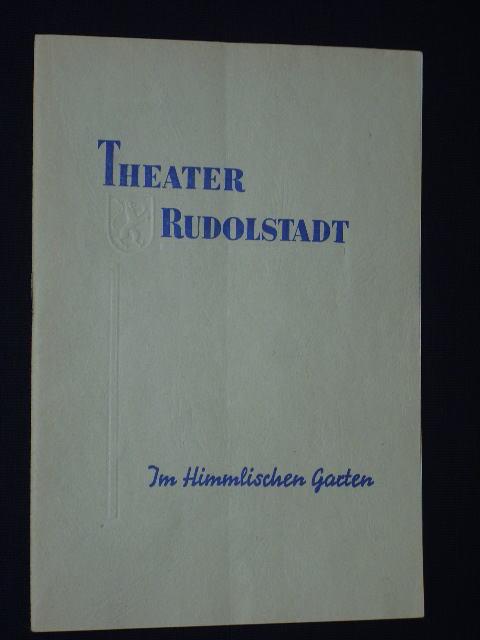 THEATER
RUDOLSTADT
Im Himmlischen Garten